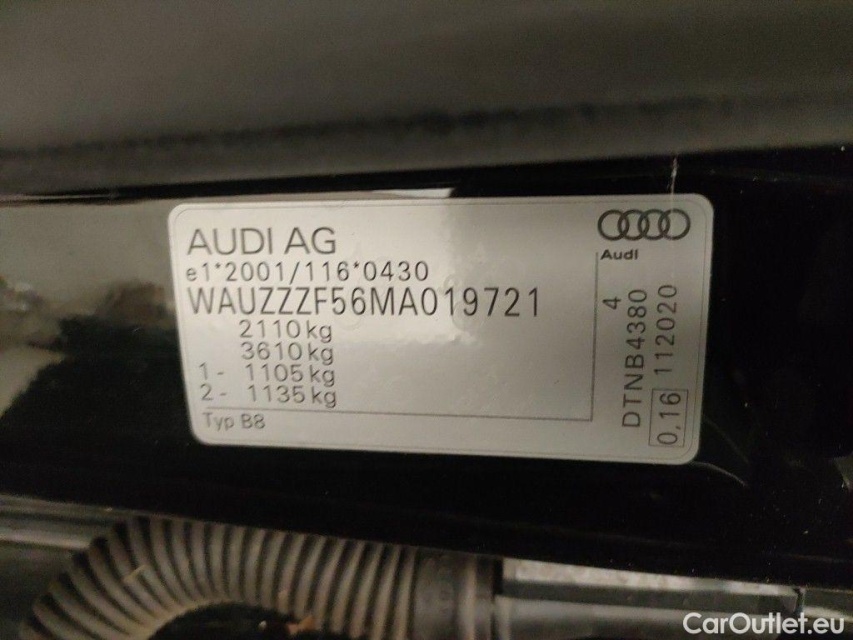 AUDI AG
e1*2001/116*0430
WAUZZZF56MA019721
2110 kg
3610 kg
1 - 1105 kg
2 - 1135 kg
Typ B8
Audi
4
DTNB4380
0,16 112020
CarOutlet.eu